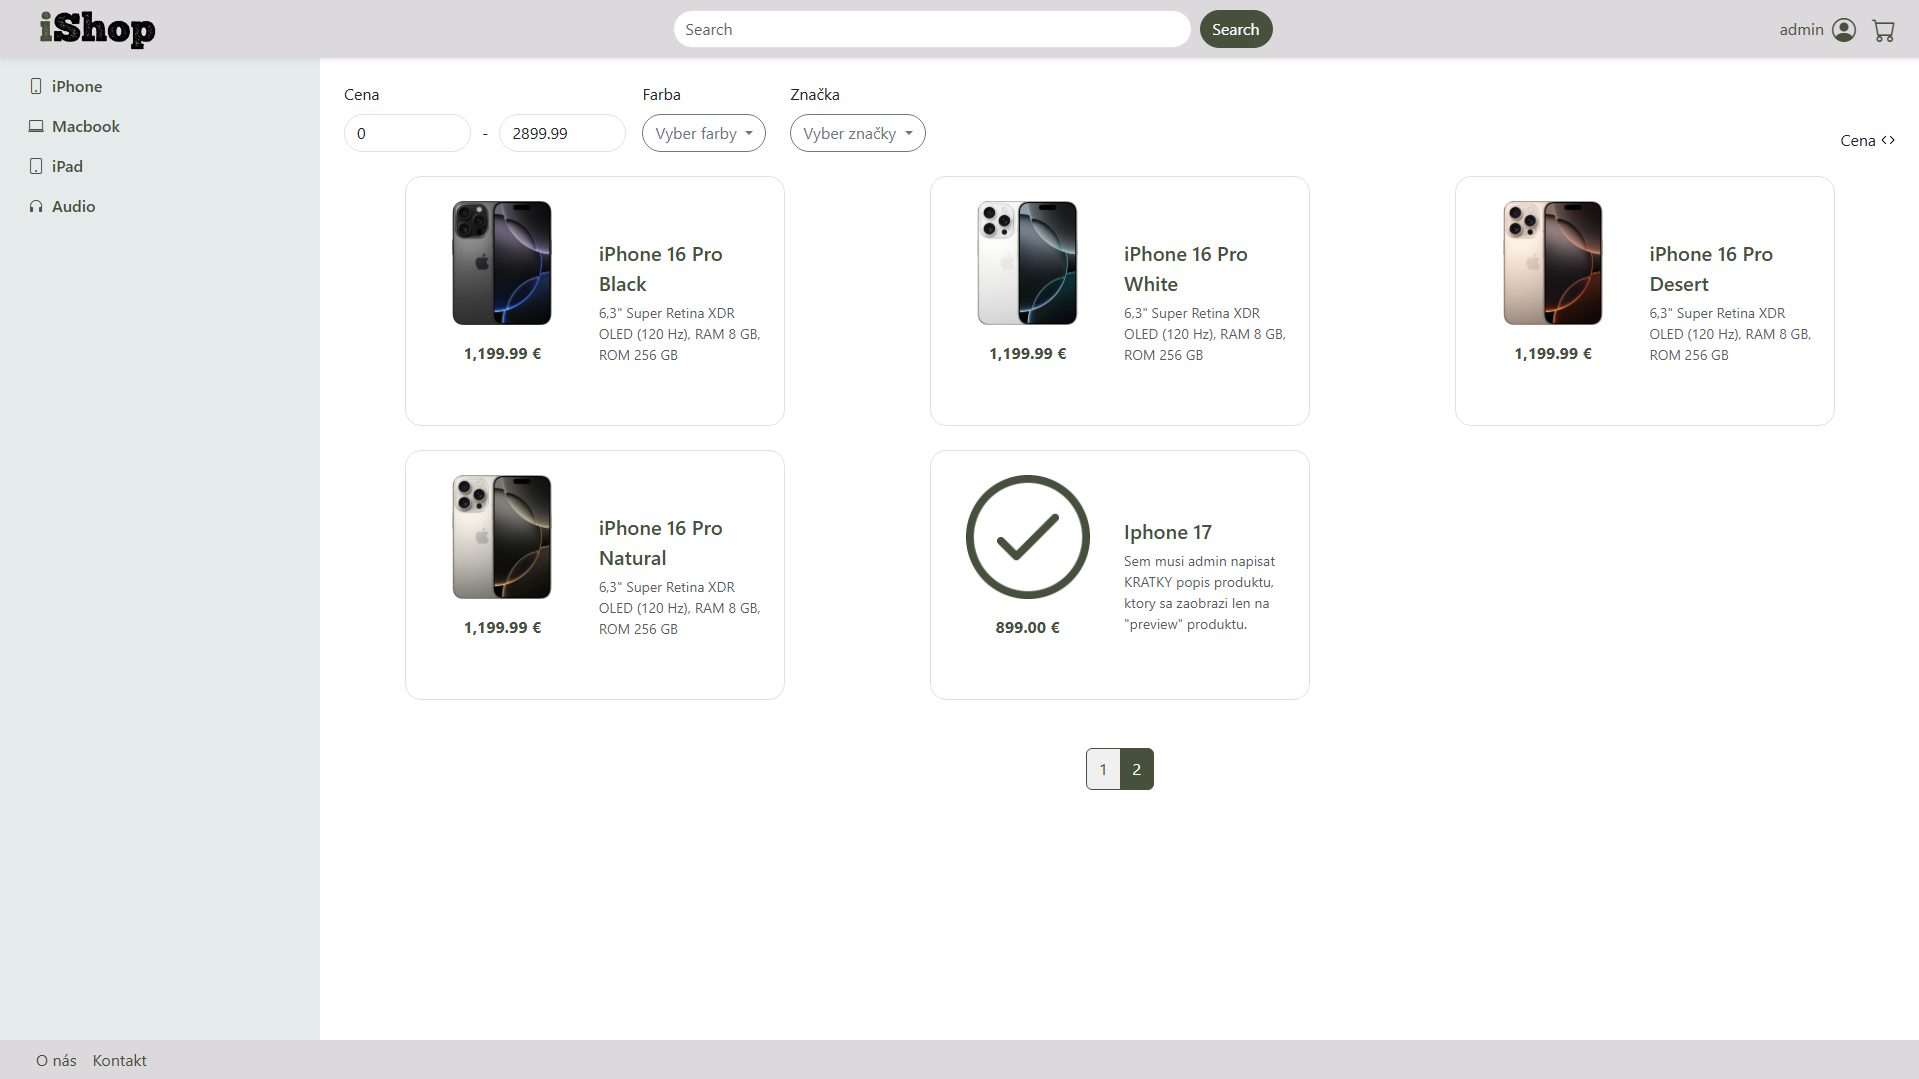 iShop
Search
Search
admin
iPhone
Macbook
iPad
Audio
Cena
Farba
Značka
0
-
2899.99
Vyber farby
Vyber značky
Cena <>
iPhone 16 Pro
Black
6,3" Super Retina XDR
OLED (120 Hz), RAM 8 GB,
ROM 256 GB
1,199.99 €
iPhone 16 Pro
White
6,3" Super Retina XDR
OLED (120 Hz), RAM 8 GB,
ROM 256 GB
1,199.99 €
iPhone 16 Pro
Desert
6,3" Super Retina XDR
OLED (120 Hz), RAM 8 GB,
ROM 256 GB
1,199.99 €
iPhone 16 Pro
Natural
6,3" Super Retina XDR
OLED (120 Hz), RAM 8 GB,
ROM 256 GB
1,199.99 €
Iphone 17
Sem musi admin napisat
KRATKY popis produktu,
ktory sa zaobrazi len na
"preview" produktu.
899.00 €
1
2
O nás
Kontakt